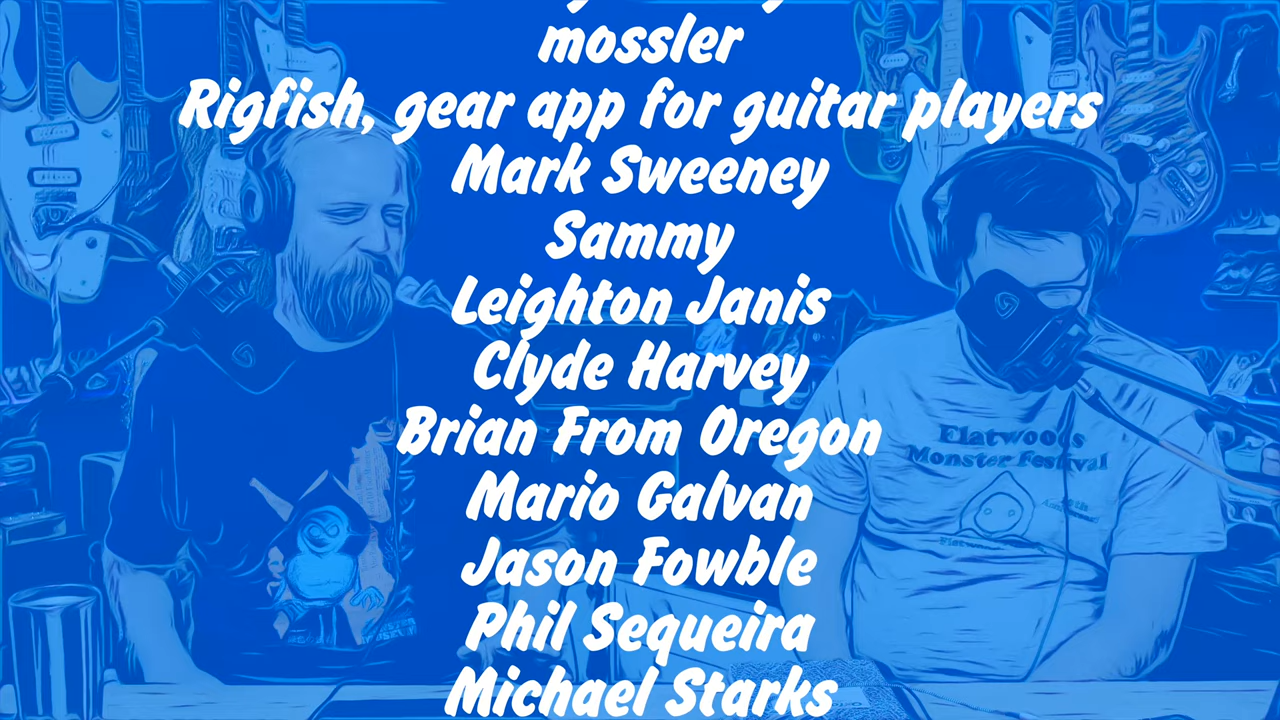 mossler
Rigfish, gear app for guitar players
Mark Sweeney
Sammy
Leighton Janis
Clyde Harvey
Brian From Oregon
Mario Galvan
Jason Fowble
Phil Sequeira
Michael Starks
Flatwoods
Monster Festival